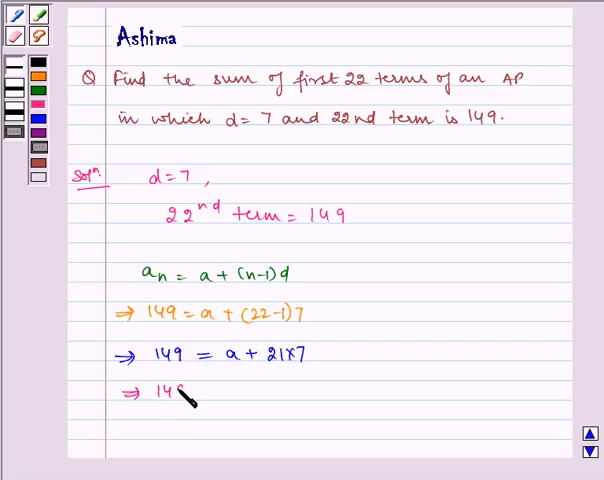 Ashima
Q Find the sum of first 22 terms of an AP
in which d = 7 and 22nd term is 149.
Solⁿ. d = 7 ,
22ⁿᵈ term = 149
aₙ = a + (n-1)d
⇒ 149 = a + (22-1)7
⇒ 149 = a + 21×7
⇒ 149